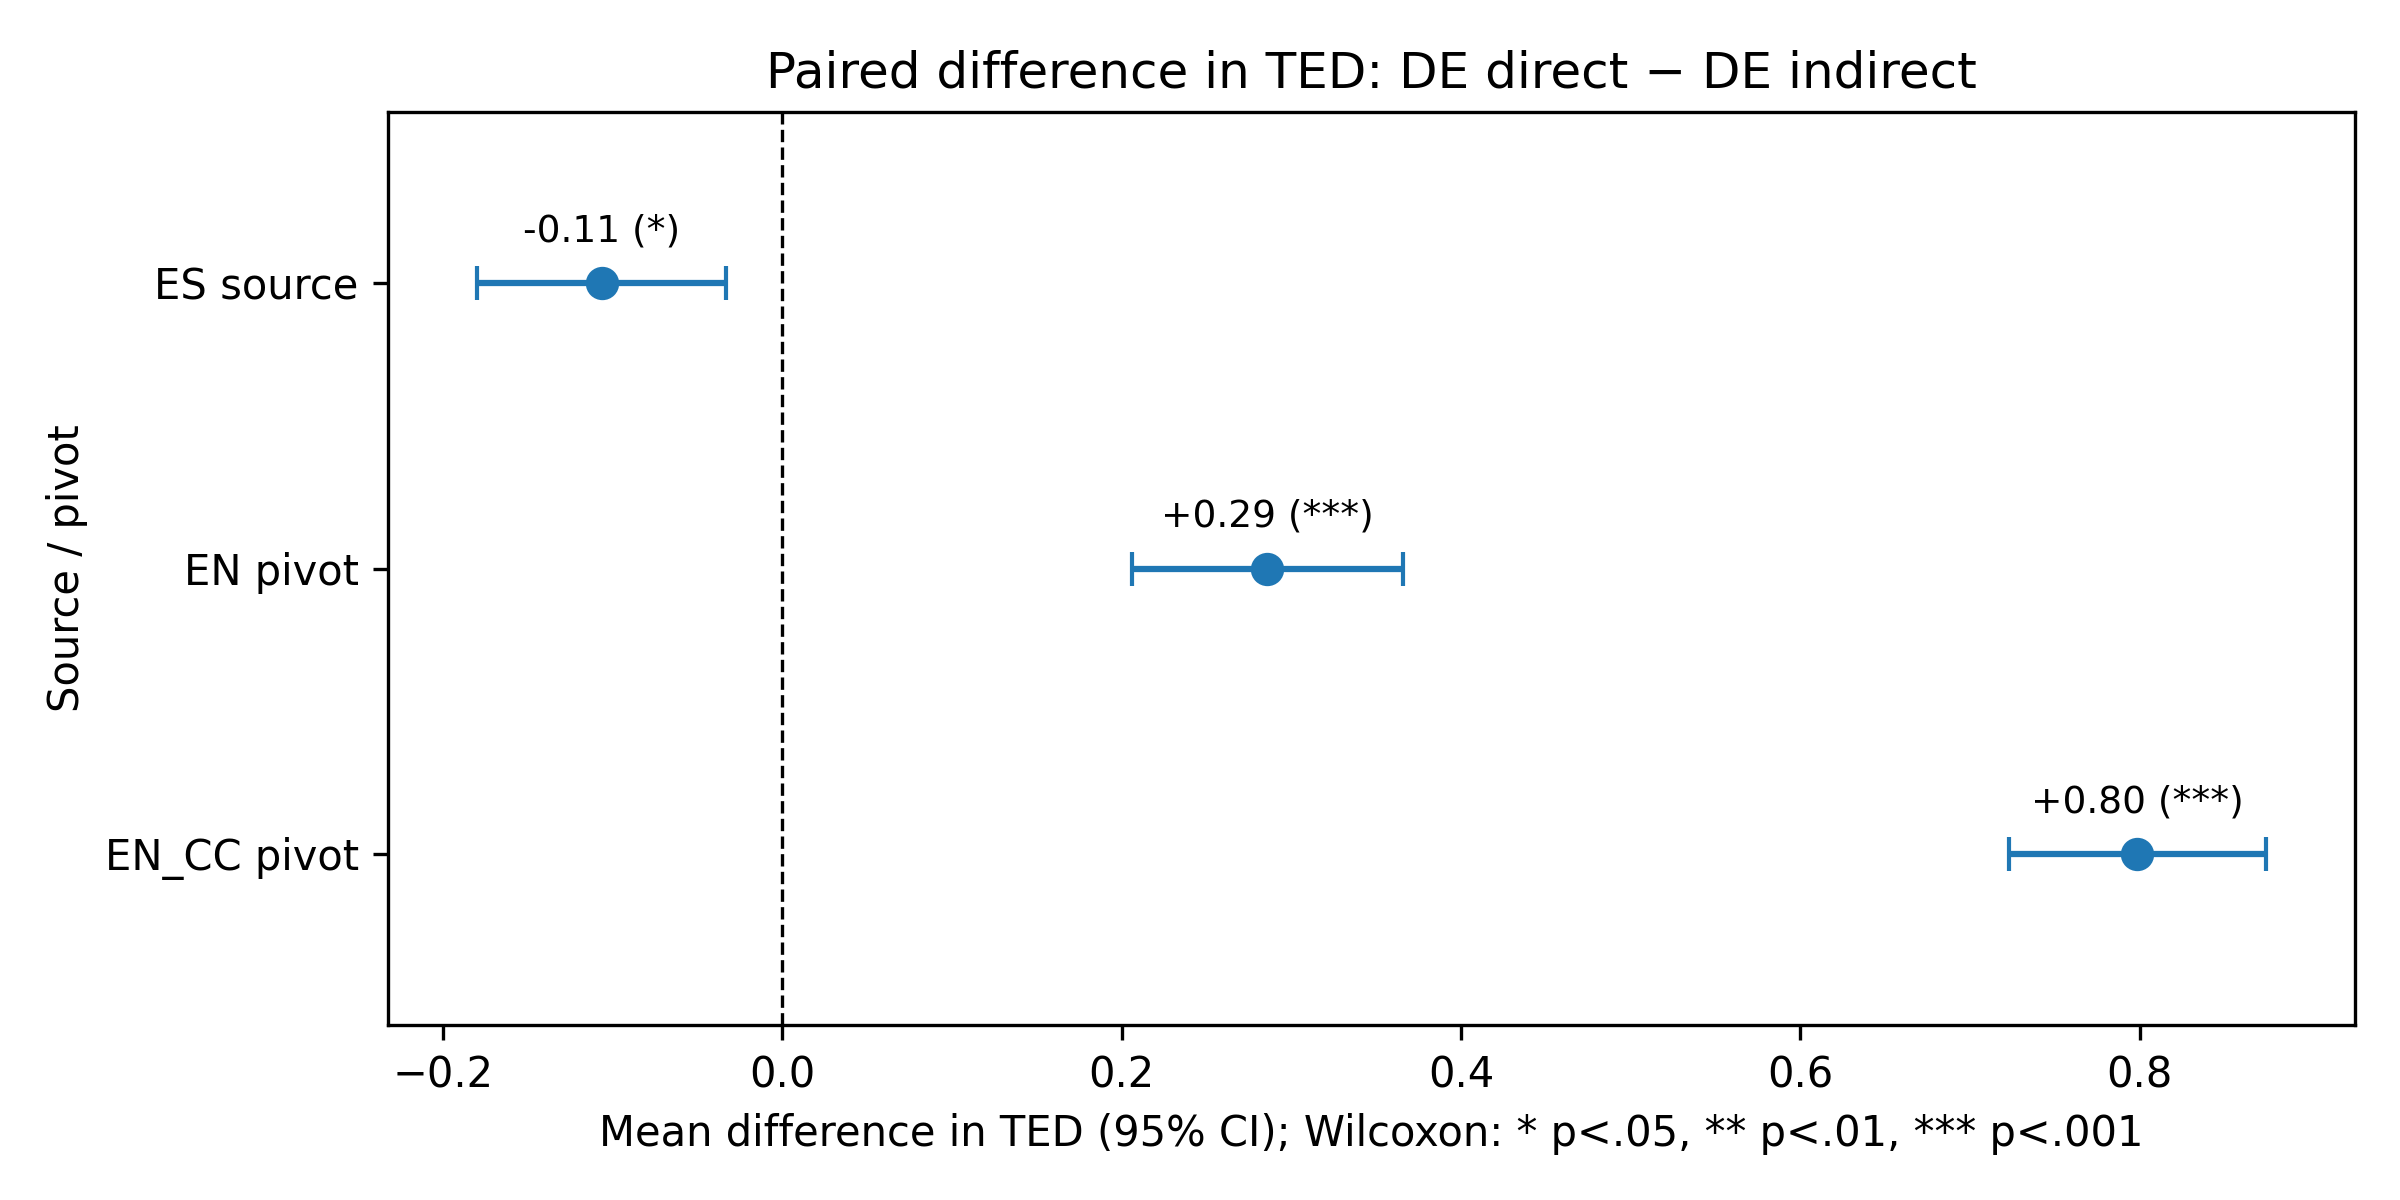 Paired difference in TED: DE direct − DE indirect
-0.11 (*)
ES source
+0.29 (***)
EN pivot
+0.80 (***)
EN_CC pivot
Source / pivot
−0.2 0.0 0.2 0.4 0.6 0.8
Mean difference in TED (95% CI); Wilcoxon: * p<.05, ** p<.01, *** p<.001